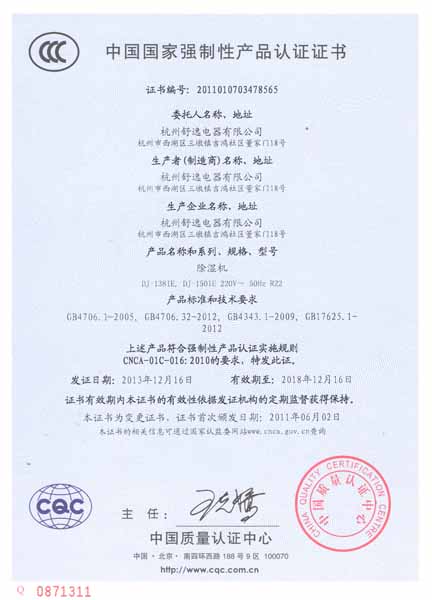 CCC
中国国家强制性产品认证证书
证书编号：2011010703478565
委托人名称、地址
杭州舒逸电器有限公司
杭州市西湖区三墩镇吉鸿社区董家门18号
生产者(制造商)名称、地址
杭州舒逸电器有限公司
杭州市西湖区三墩镇吉鸿社区董家门18号
生产企业名称、地址
杭州舒逸电器有限公司
杭州市西湖区三墩镇吉鸿社区董家门18号
产品名称和系列、规格、型号
除湿机
DJ-1381E, DJ-1501E 220V～ 50Hz R22
产品标准和技术要求
GB4706.1-2005, GB4706.32-2012, GB4343.1-2009, GB17625.1-
2012
上述产品符合强制性产品认证实施规则
CNCA-01C-016:2010的要求，特发此证。
发证日期：2013年12月16日 有效期至：2018年12月16日
证书有效期内本证书的有效性依据发证机构的定期监督获得保持。
本证书为变更证书，证书首次颁发日期：2011年06月02日
本证书的相关信息可通过国家认监委网站www.cnca.gov.cn查询
CQC
主 任：
CHINA QUALITY CERTIFICATION CENTRE
中国质量认证中心
中国质量认证中心
中国·北京·南四环西路188号9区 100070
http://www.cqc.com.cn
Q 0871311